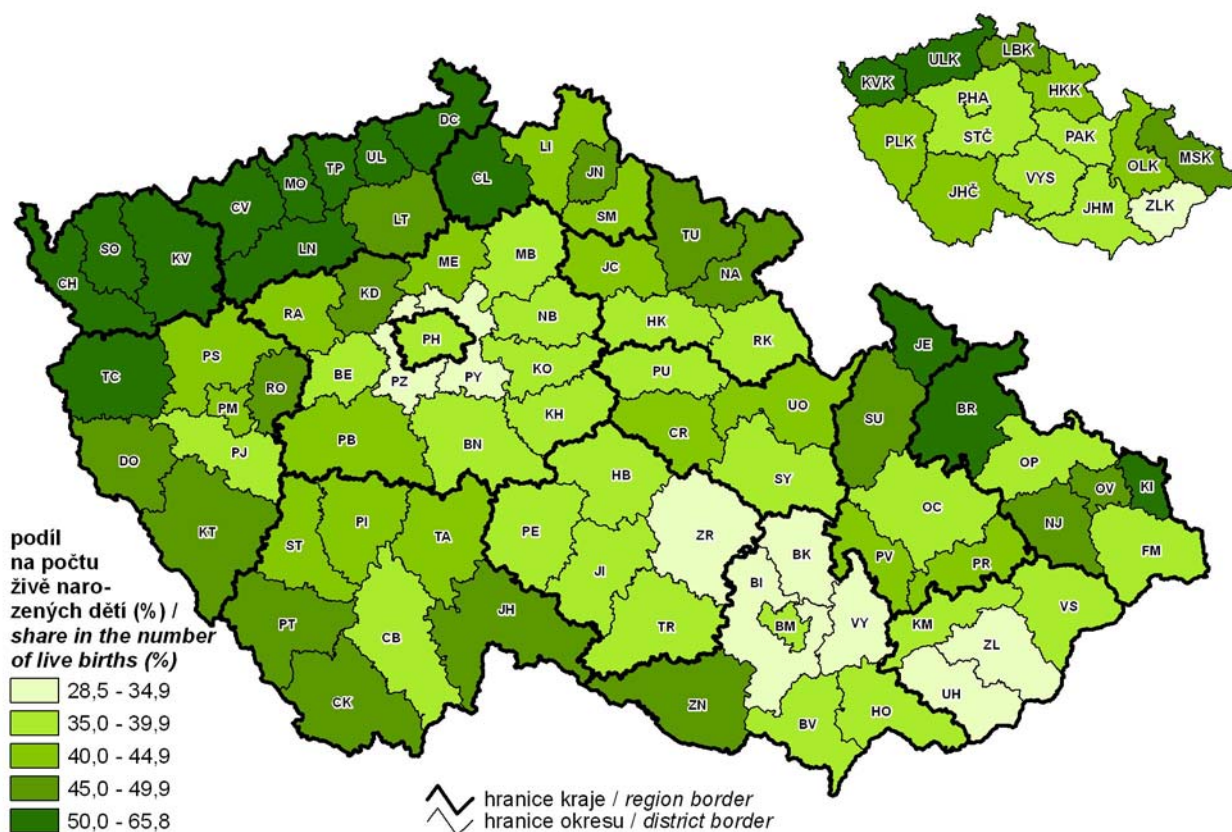 DC
UL
TP
MO
CV
LN
LT
CL
LI
JN
SM
SO
KV
CH
ME
MB
JC
TU
NA
RA
KD
PH
NB
HK
RK
TC
PS
RO
PM
BE
PZ
PY
KO
PU
KH
UO
CR
DO
PJ
PB
BN
SY
SU
JE
BR
OP
OV
KI
NJ
FM
OC
PV
PR
KT
ST
PI
TA
PE
HB
ZR
JI
BK
BI
BM
VY
KM
VS
ZL
UH
PT
CB
JH
TR
CK
ZN
BV
HO
KVK
ULK
LBK
HKK
PHA
STČ
PLK
PAK
OLK
MSK
VYS
JHČ
JHM
ZLK
podíl
na počtu
živě naro-
zených dětí (%) /
share in the number
of live births (%)
28,5 - 34,9
35,0 - 39,9
40,0 - 44,9
45,0 - 49,9
50,0 - 65,8
hranice kraje / region border
hranice okresu / district border